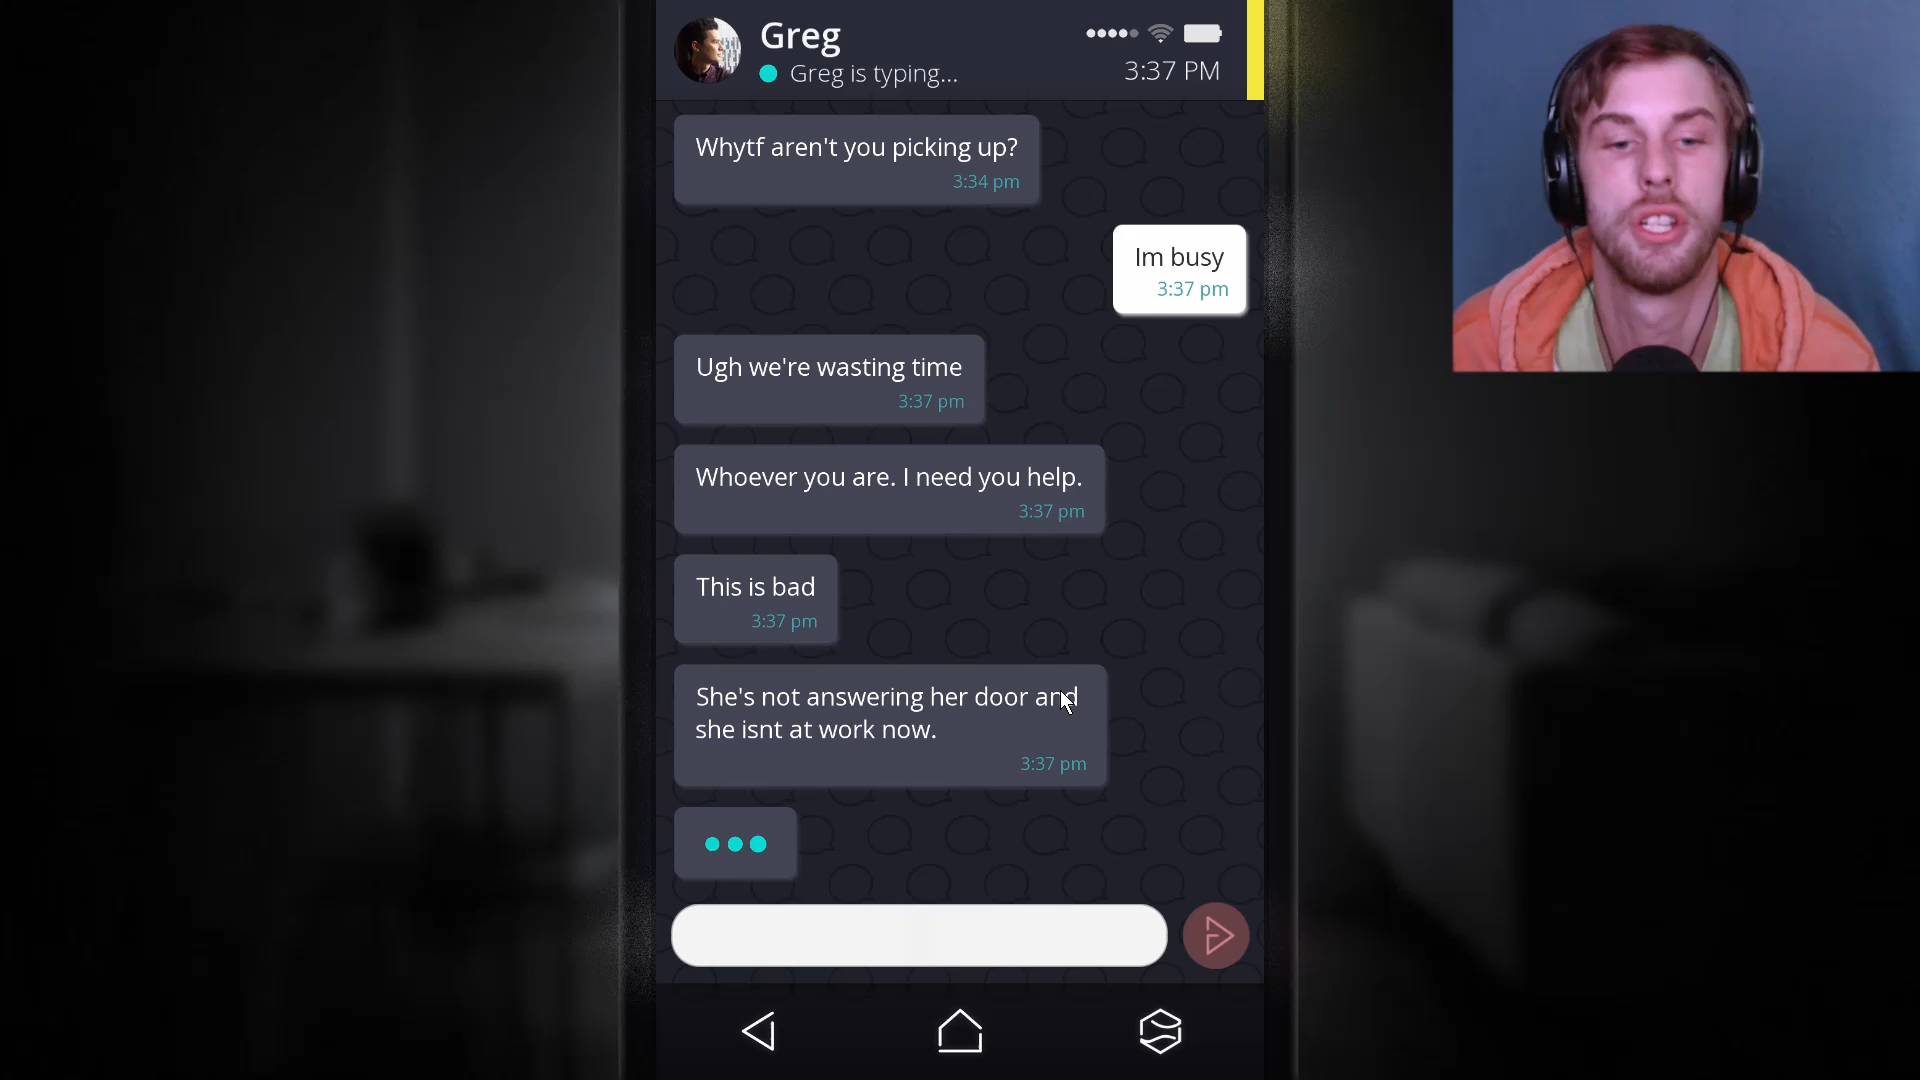 Greg
Greg is typing...
3:37 PM
Whytf aren't you picking up?
3:34 pm
Im busy
3:37 pm
Ugh we're wasting time
3:37 pm
Whoever you are. I need you help.
3:37 pm
This is bad
3:37 pm
She's not answering her door and
she isnt at work now.
3:37 pm